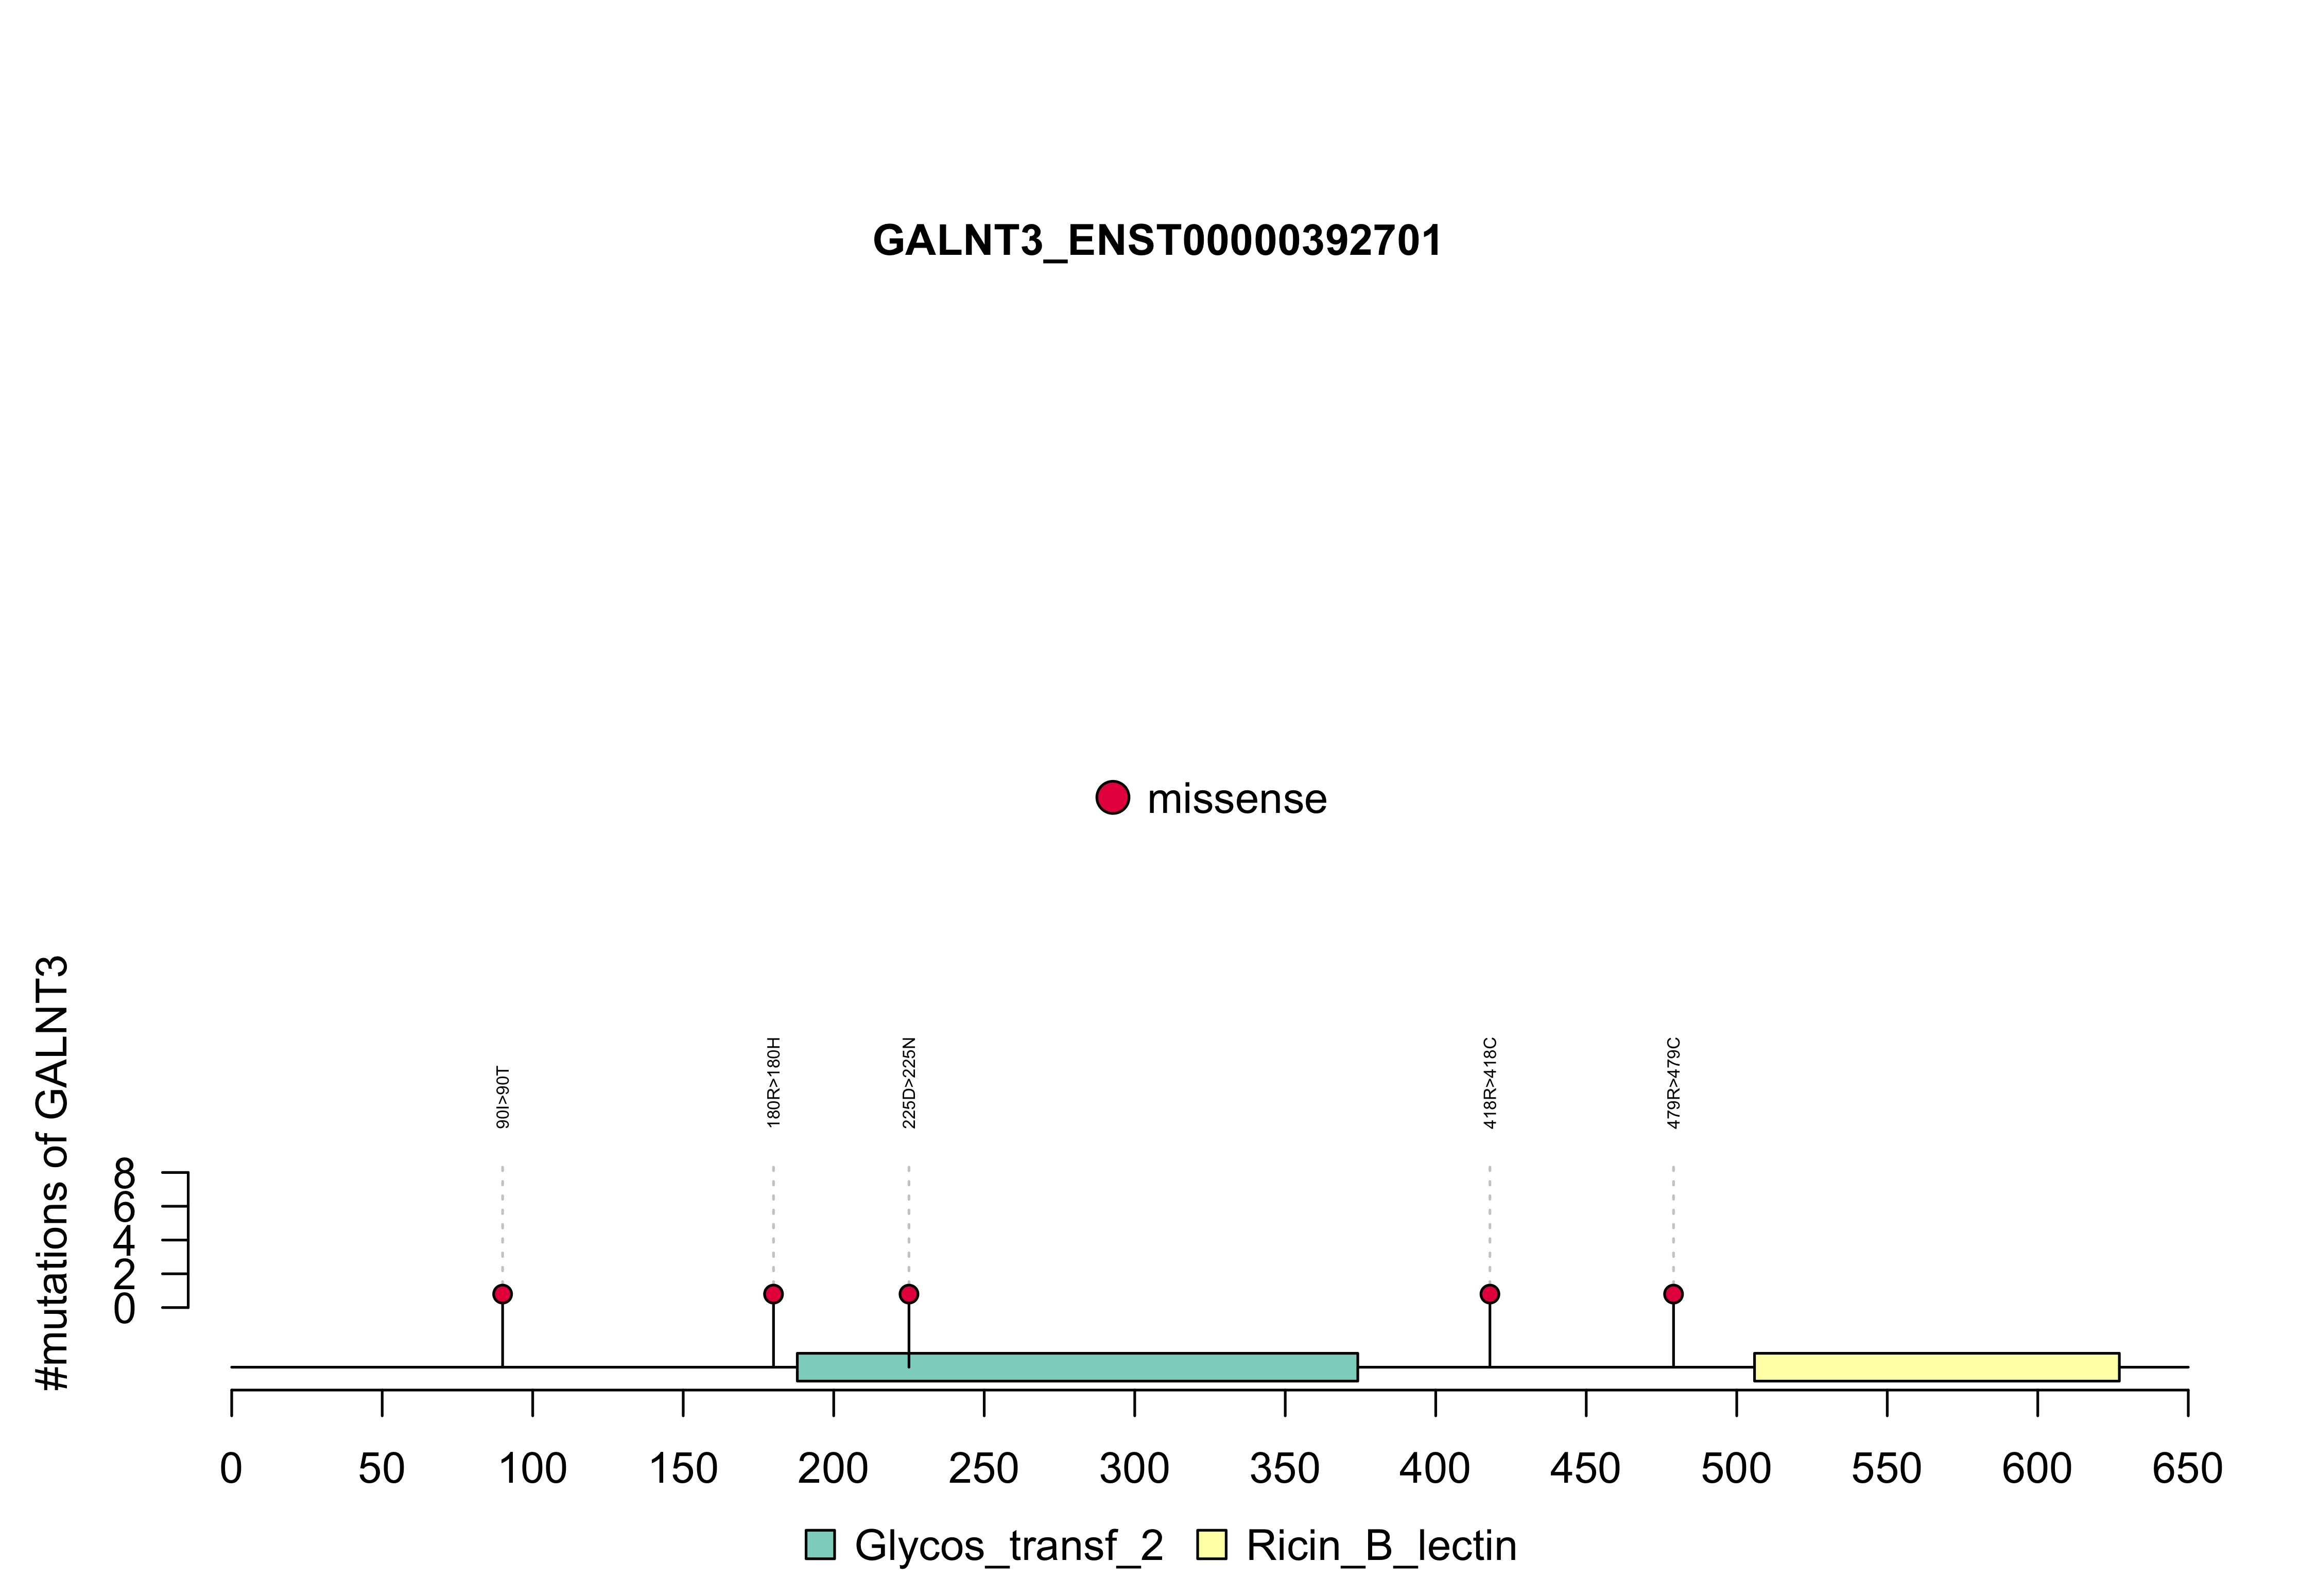 GALNT3_ENST00000392701
missense
#mutations of GALNT3
90I>90T
180R>180H
225D>225N
418R>418C
479R>479C
8
6
4
2
0
0 50 100 150 200 250 300 350 400 450 500 550 600 650
Glycos_transf_2 Ricin_B_lectin